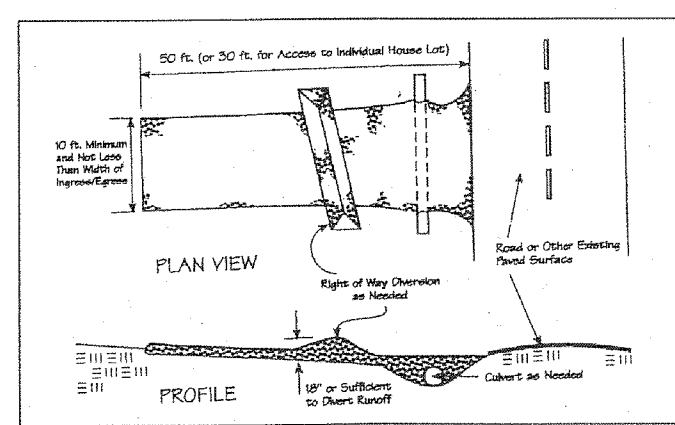 50 ft. (or 30 ft. for Access to Individual House Lot)
10 ft. Minimum
and Not Less
Than Width of
Ingress/Egress
PLAN VIEW
Right of Way Diversion
as Needed
Road or Other Existing
Paved Surface
PROFILE
18" or Sufficient
to Divert Runoff
Culvert as Needed